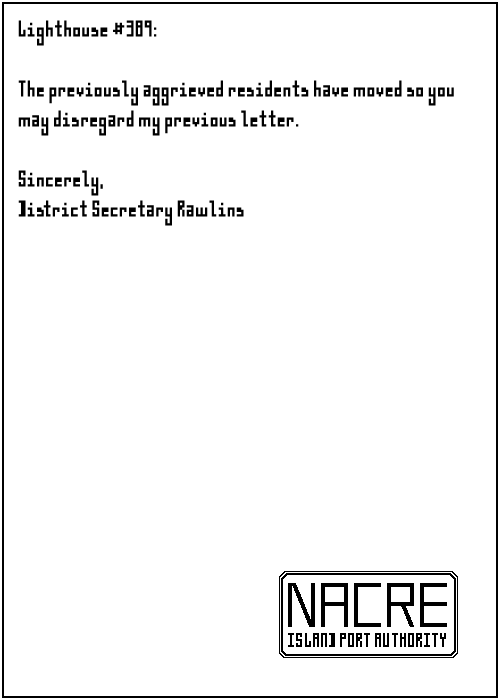 Lighthouse #389:
The previously aggrieved residents have moved so you
may disregard my previous letter.
Sincerely,
District Secretary Rawlins
NACRE
ISLAND PORT AUTHORITY